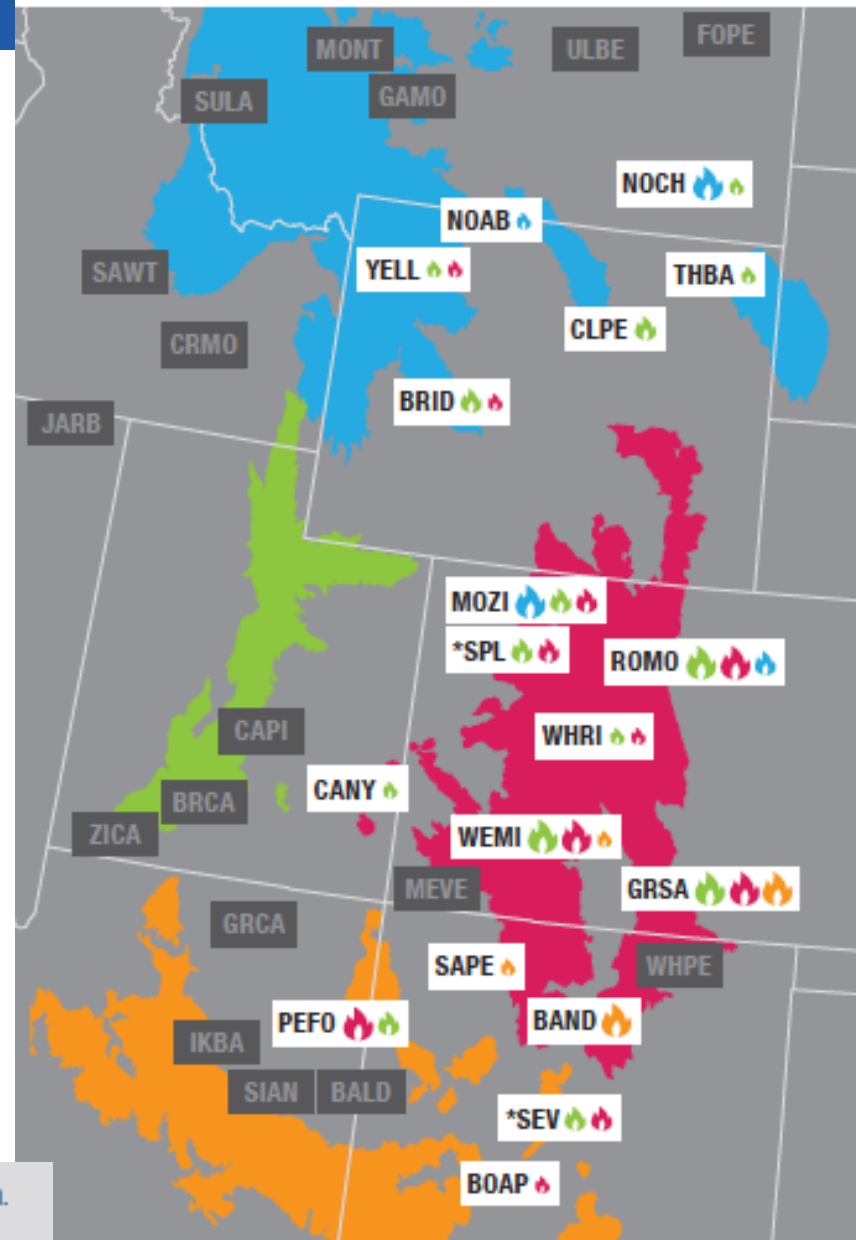 MONT
ULBE
FOPE
SULA
GAMO
NOCH
NOAB
YELL
THBA
SAWT
CLPE
CRMO
BRID
JARB
MOZI
*SPL
ROMO
CAPI
WHRI
CANY
BRCA
ZICA
WEMI
MEVE
GRSA
GRCA
SAPE
WHPE
PEFO
BAND
IKBA
SIAN
BALD
*SEV
BOAP